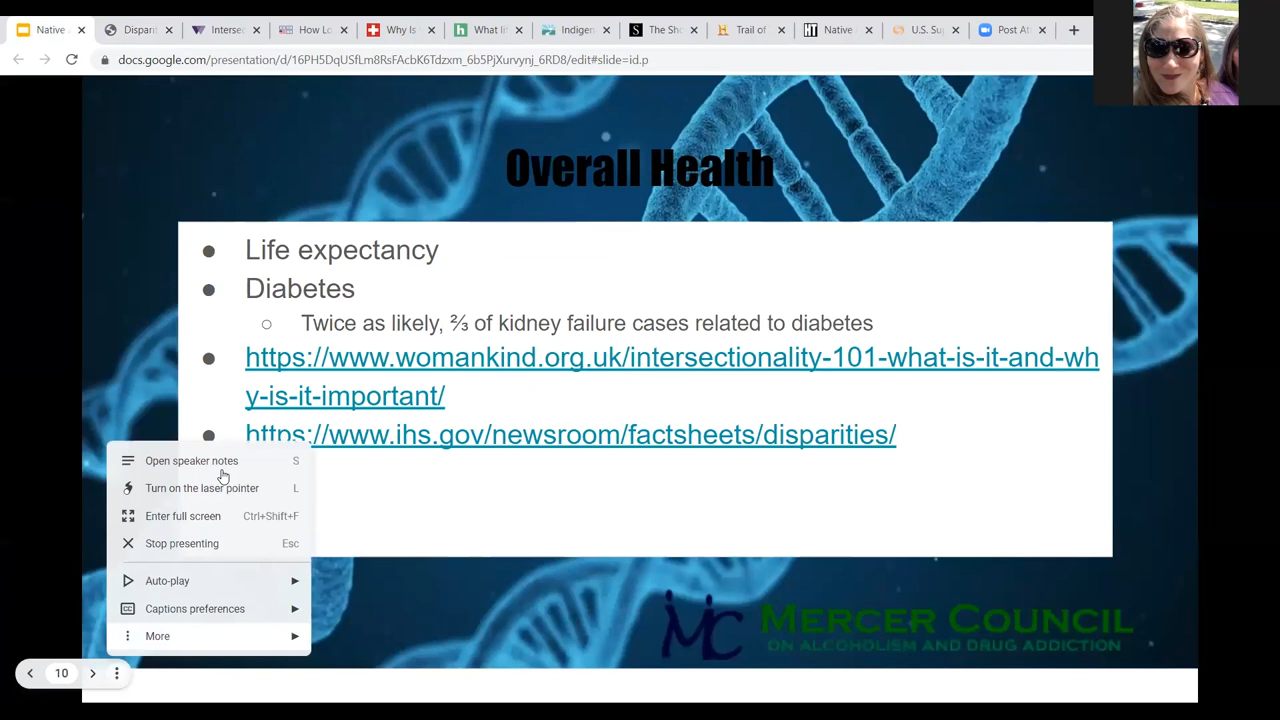 Native
Dispari
Interse
How Lo
Why Is
What li
Indigen
The Sho
Trail of
Native
U.S. Su
Post At
docs.google.com/presentation/d/16PH5DqUSfLm8RsFAcbK6Tdzxm_6b5PjXurvynj_6RD8/edit#slide=id.p
Overall Health
● Life expectancy
● Diabetes
○ Twice as likely, ⅔ of kidney failure cases related to diabetes
● https://www.womankind.org.uk/intersectionality-101-what-is-it-and-wh
y-is-it-important/
● https://www.ihs.gov/newsroom/factsheets/disparities/
Open speaker notes S
Turn on the laser pointer L
Enter full screen Ctrl+Shift+F
Stop presenting Esc
Auto-play
CC Captions preferences
More
10
MC MERCER COUNCIL
ON ALCOHOLISM AND DRUG ADDICTION